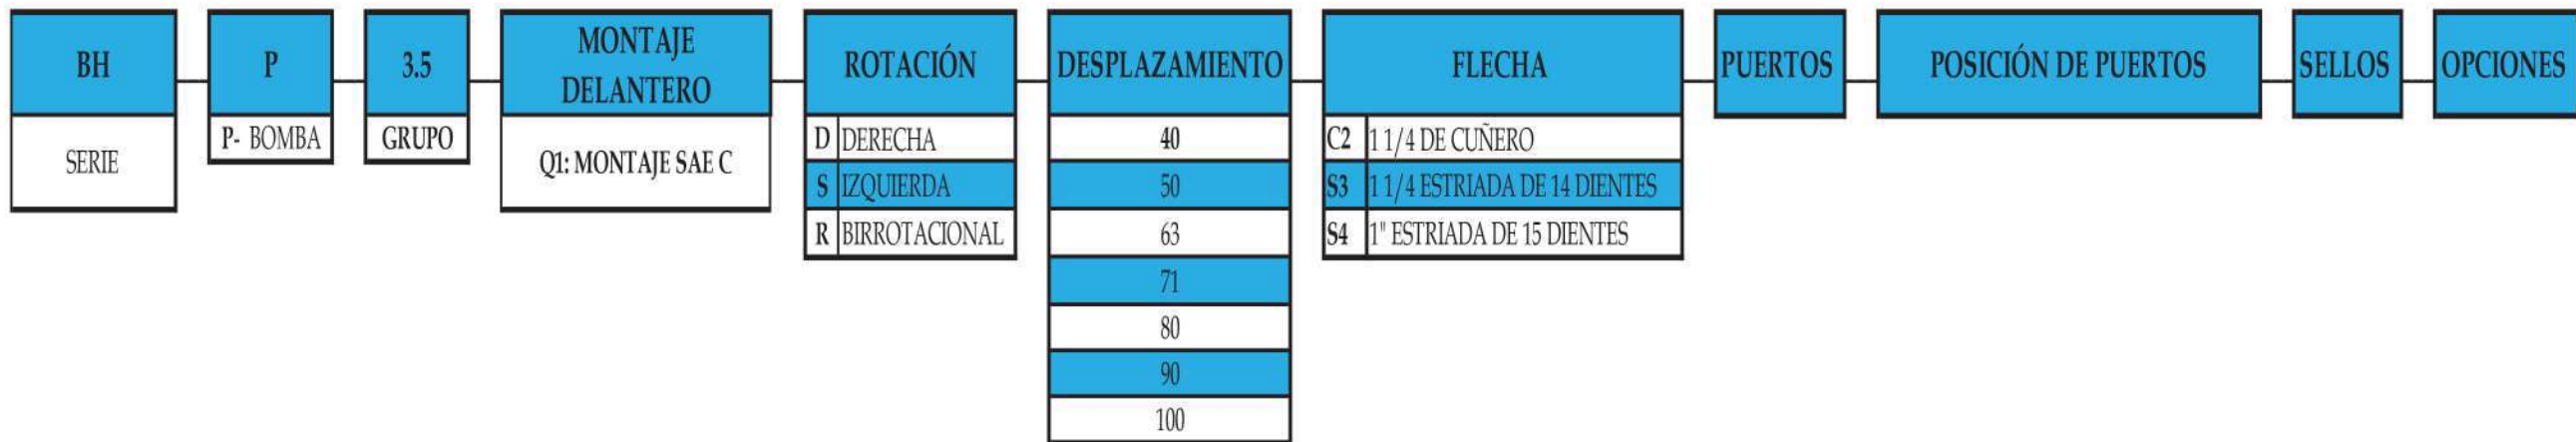 BH
SERIE
P
P- BOMBA
3.5
GRUPO
MONTAJE
DELANTERO
Q1: MONTAJE SAE C
ROTACIÓN
D DERECHA
S IZQUIERDA
R BIRROTACIONAL
DESPLAZAMIENTO
40
50
63
71
80
90
100
FLECHA
C2 1 1/4 DE CUÑERO
S3 1 1/4 ESTRIADA DE 14 DIENTES
S4 1" ESTRIADA DE 15 DIENTES
PUERTOS
POSICIÓN DE PUERTOS
SELLOS
OPCIONES